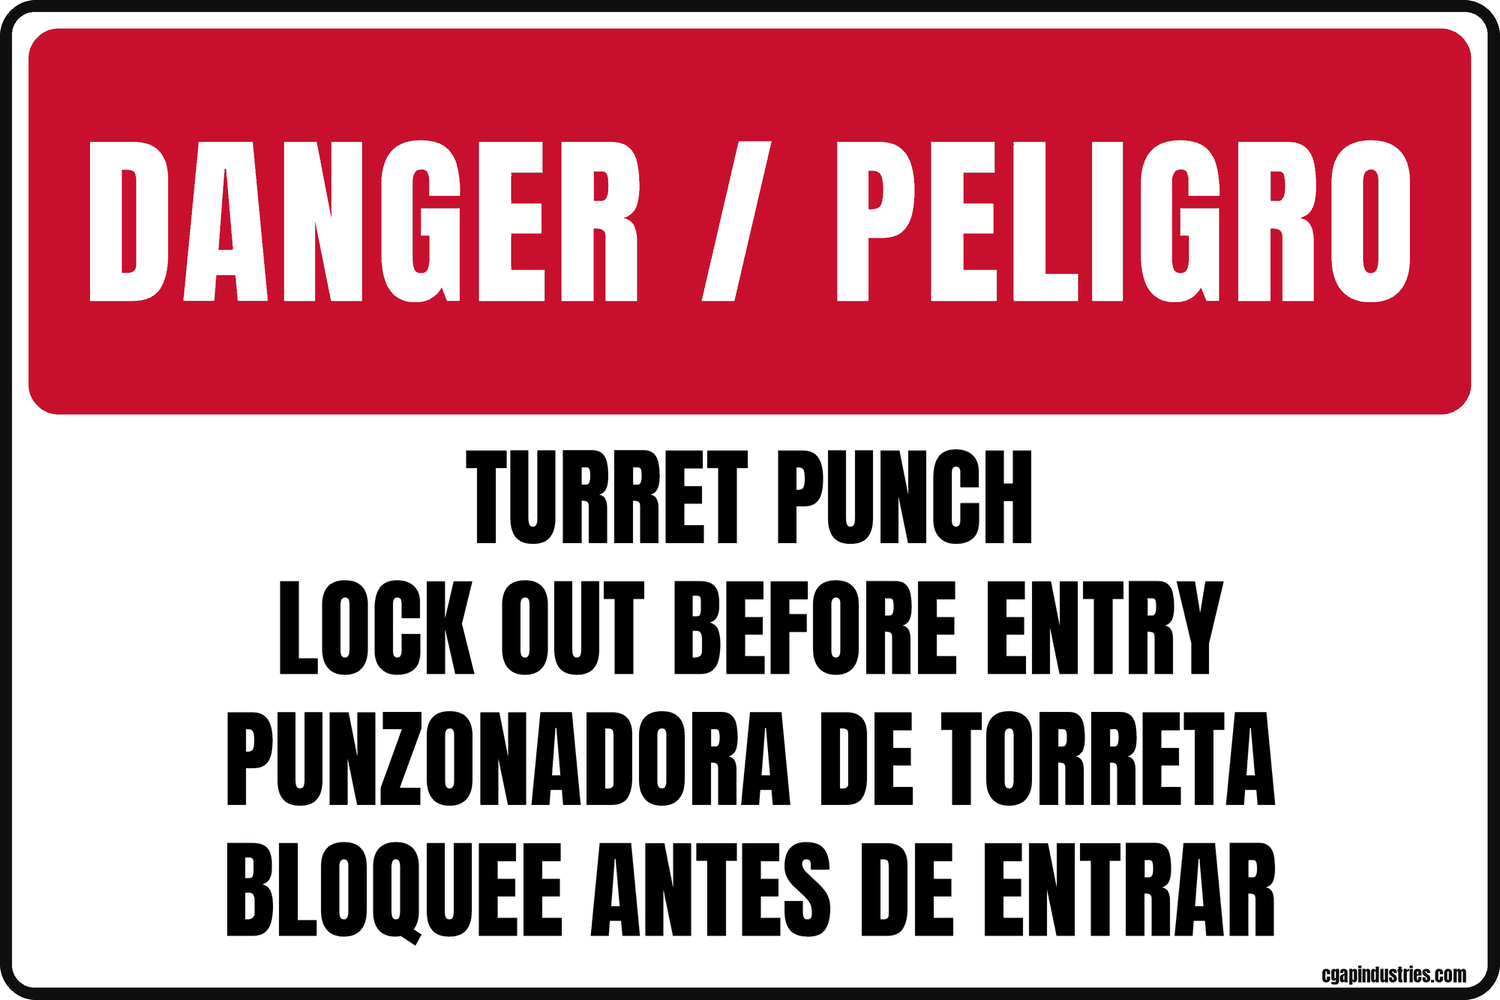 DANGER / PELIGRO
TURRET PUNCH
LOCK OUT BEFORE ENTRY
PUNZONADORA DE TORRETA
BLOQUEE ANTES DE ENTRAR
cgapindustries.com